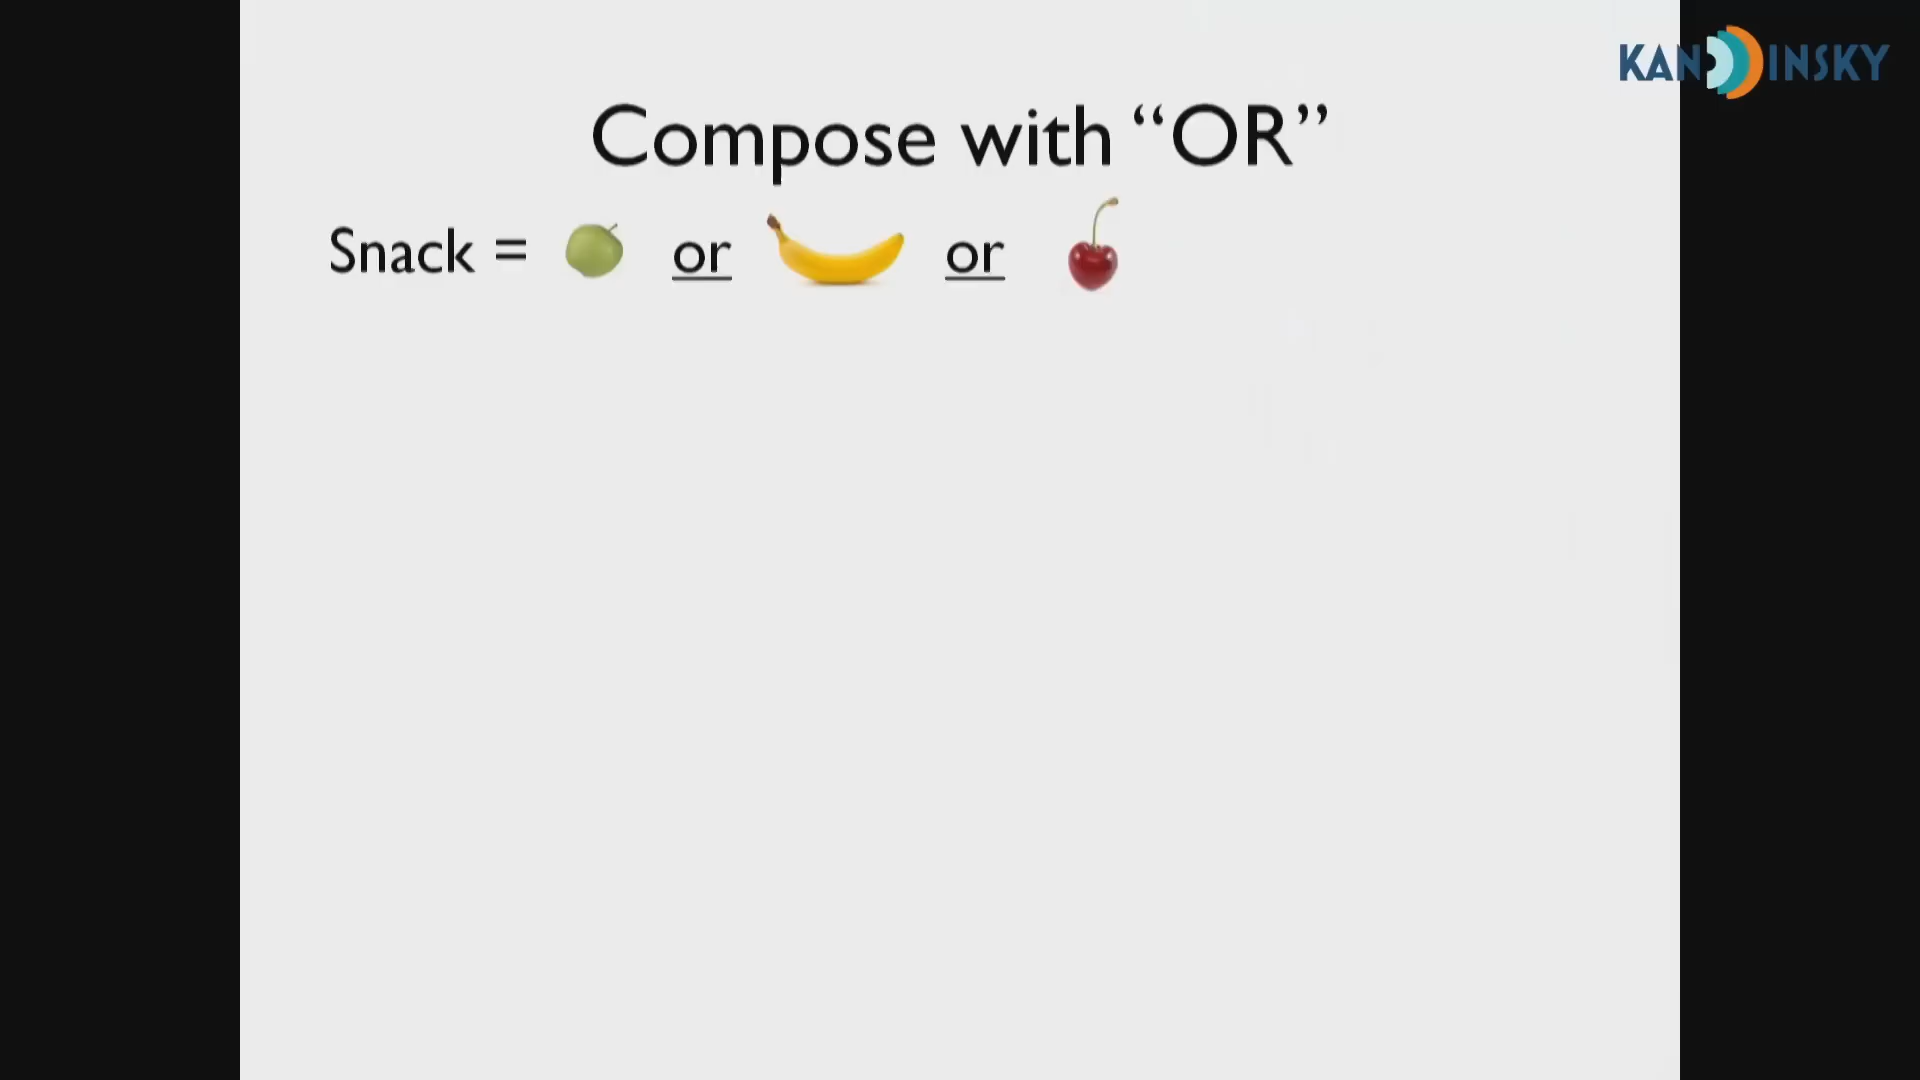 KANDINSKY
Compose with “OR”
Snack = or or